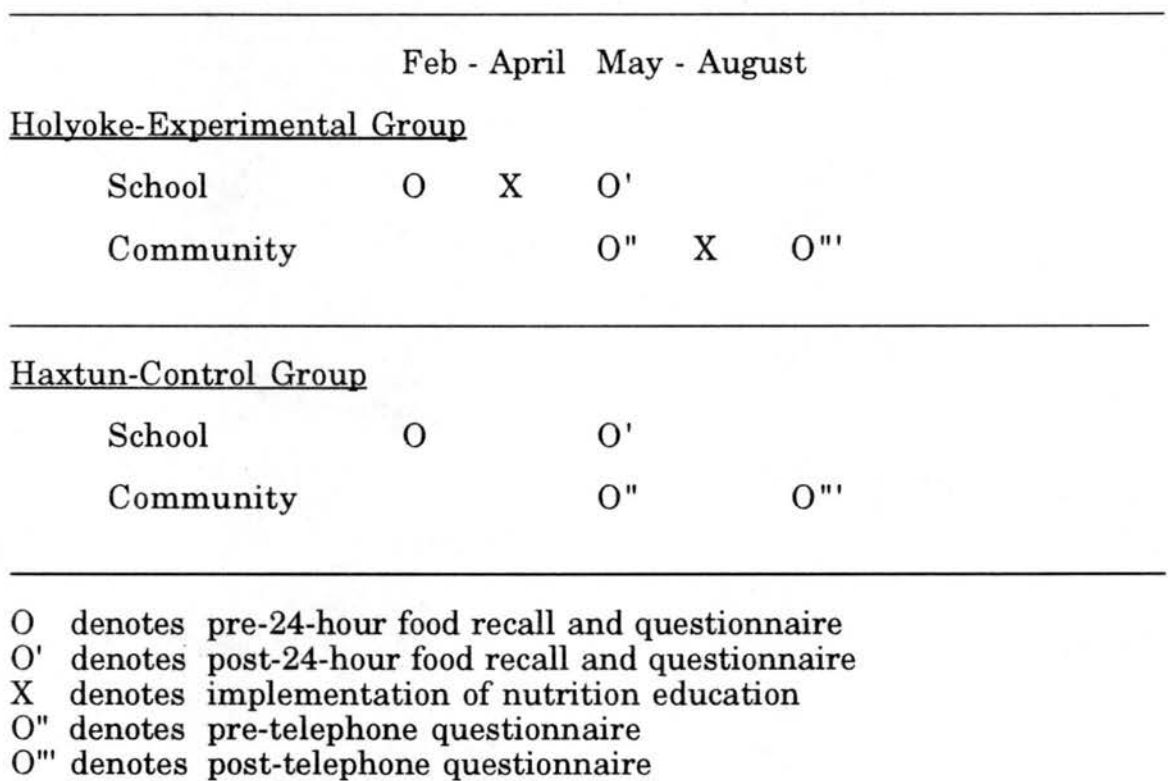 Feb - April May - August
Holyoke-Experimental Group
School O X O'
Community O" X O"'
Haxtun-Control Group
School O O'
Community O" O"'
O denotes pre-24-hour food recall and questionnaire
O' denotes post-24-hour food recall and questionnaire
X denotes implementation of nutrition education
O" denotes pre-telephone questionnaire
O"' denotes post-telephone questionnaire